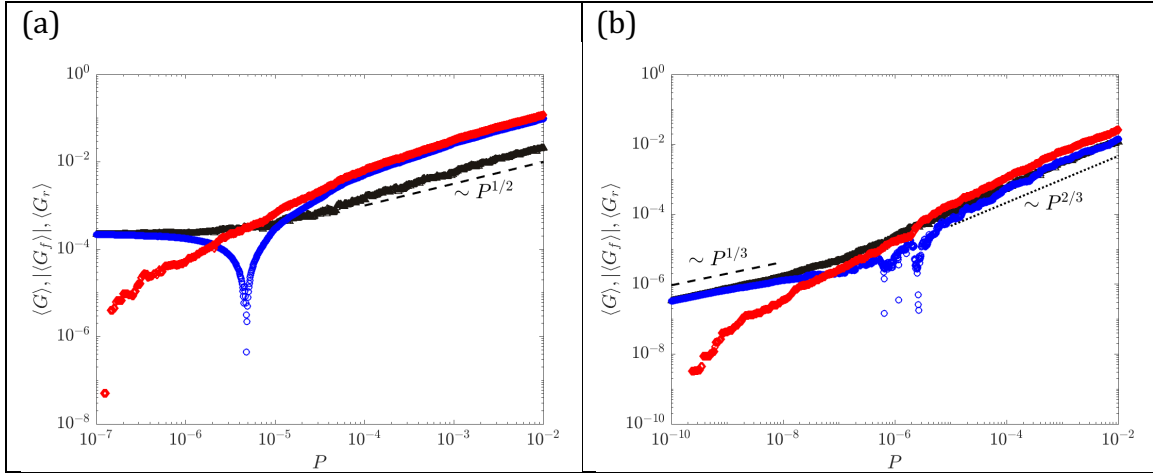 (a)
10^0
10^{-2}
10^{-4}
10^{-6}
10^{-8}
⟨G⟩, |⟨G_f⟩|, ⟨G_r⟩
∼ P^{1/2}
10^{-7} 10^{-6} 10^{-5} 10^{-4} 10^{-3} 10^{-2}
P
(b)
10^0
10^{-2}
10^{-4}
10^{-6}
10^{-8}
10^{-10}
⟨G⟩, |⟨G_f⟩|, ⟨G_r⟩
∼ P^{1/3}
∼ P^{2/3}
10^{-10} 10^{-8} 10^{-6} 10^{-4} 10^{-2}
P